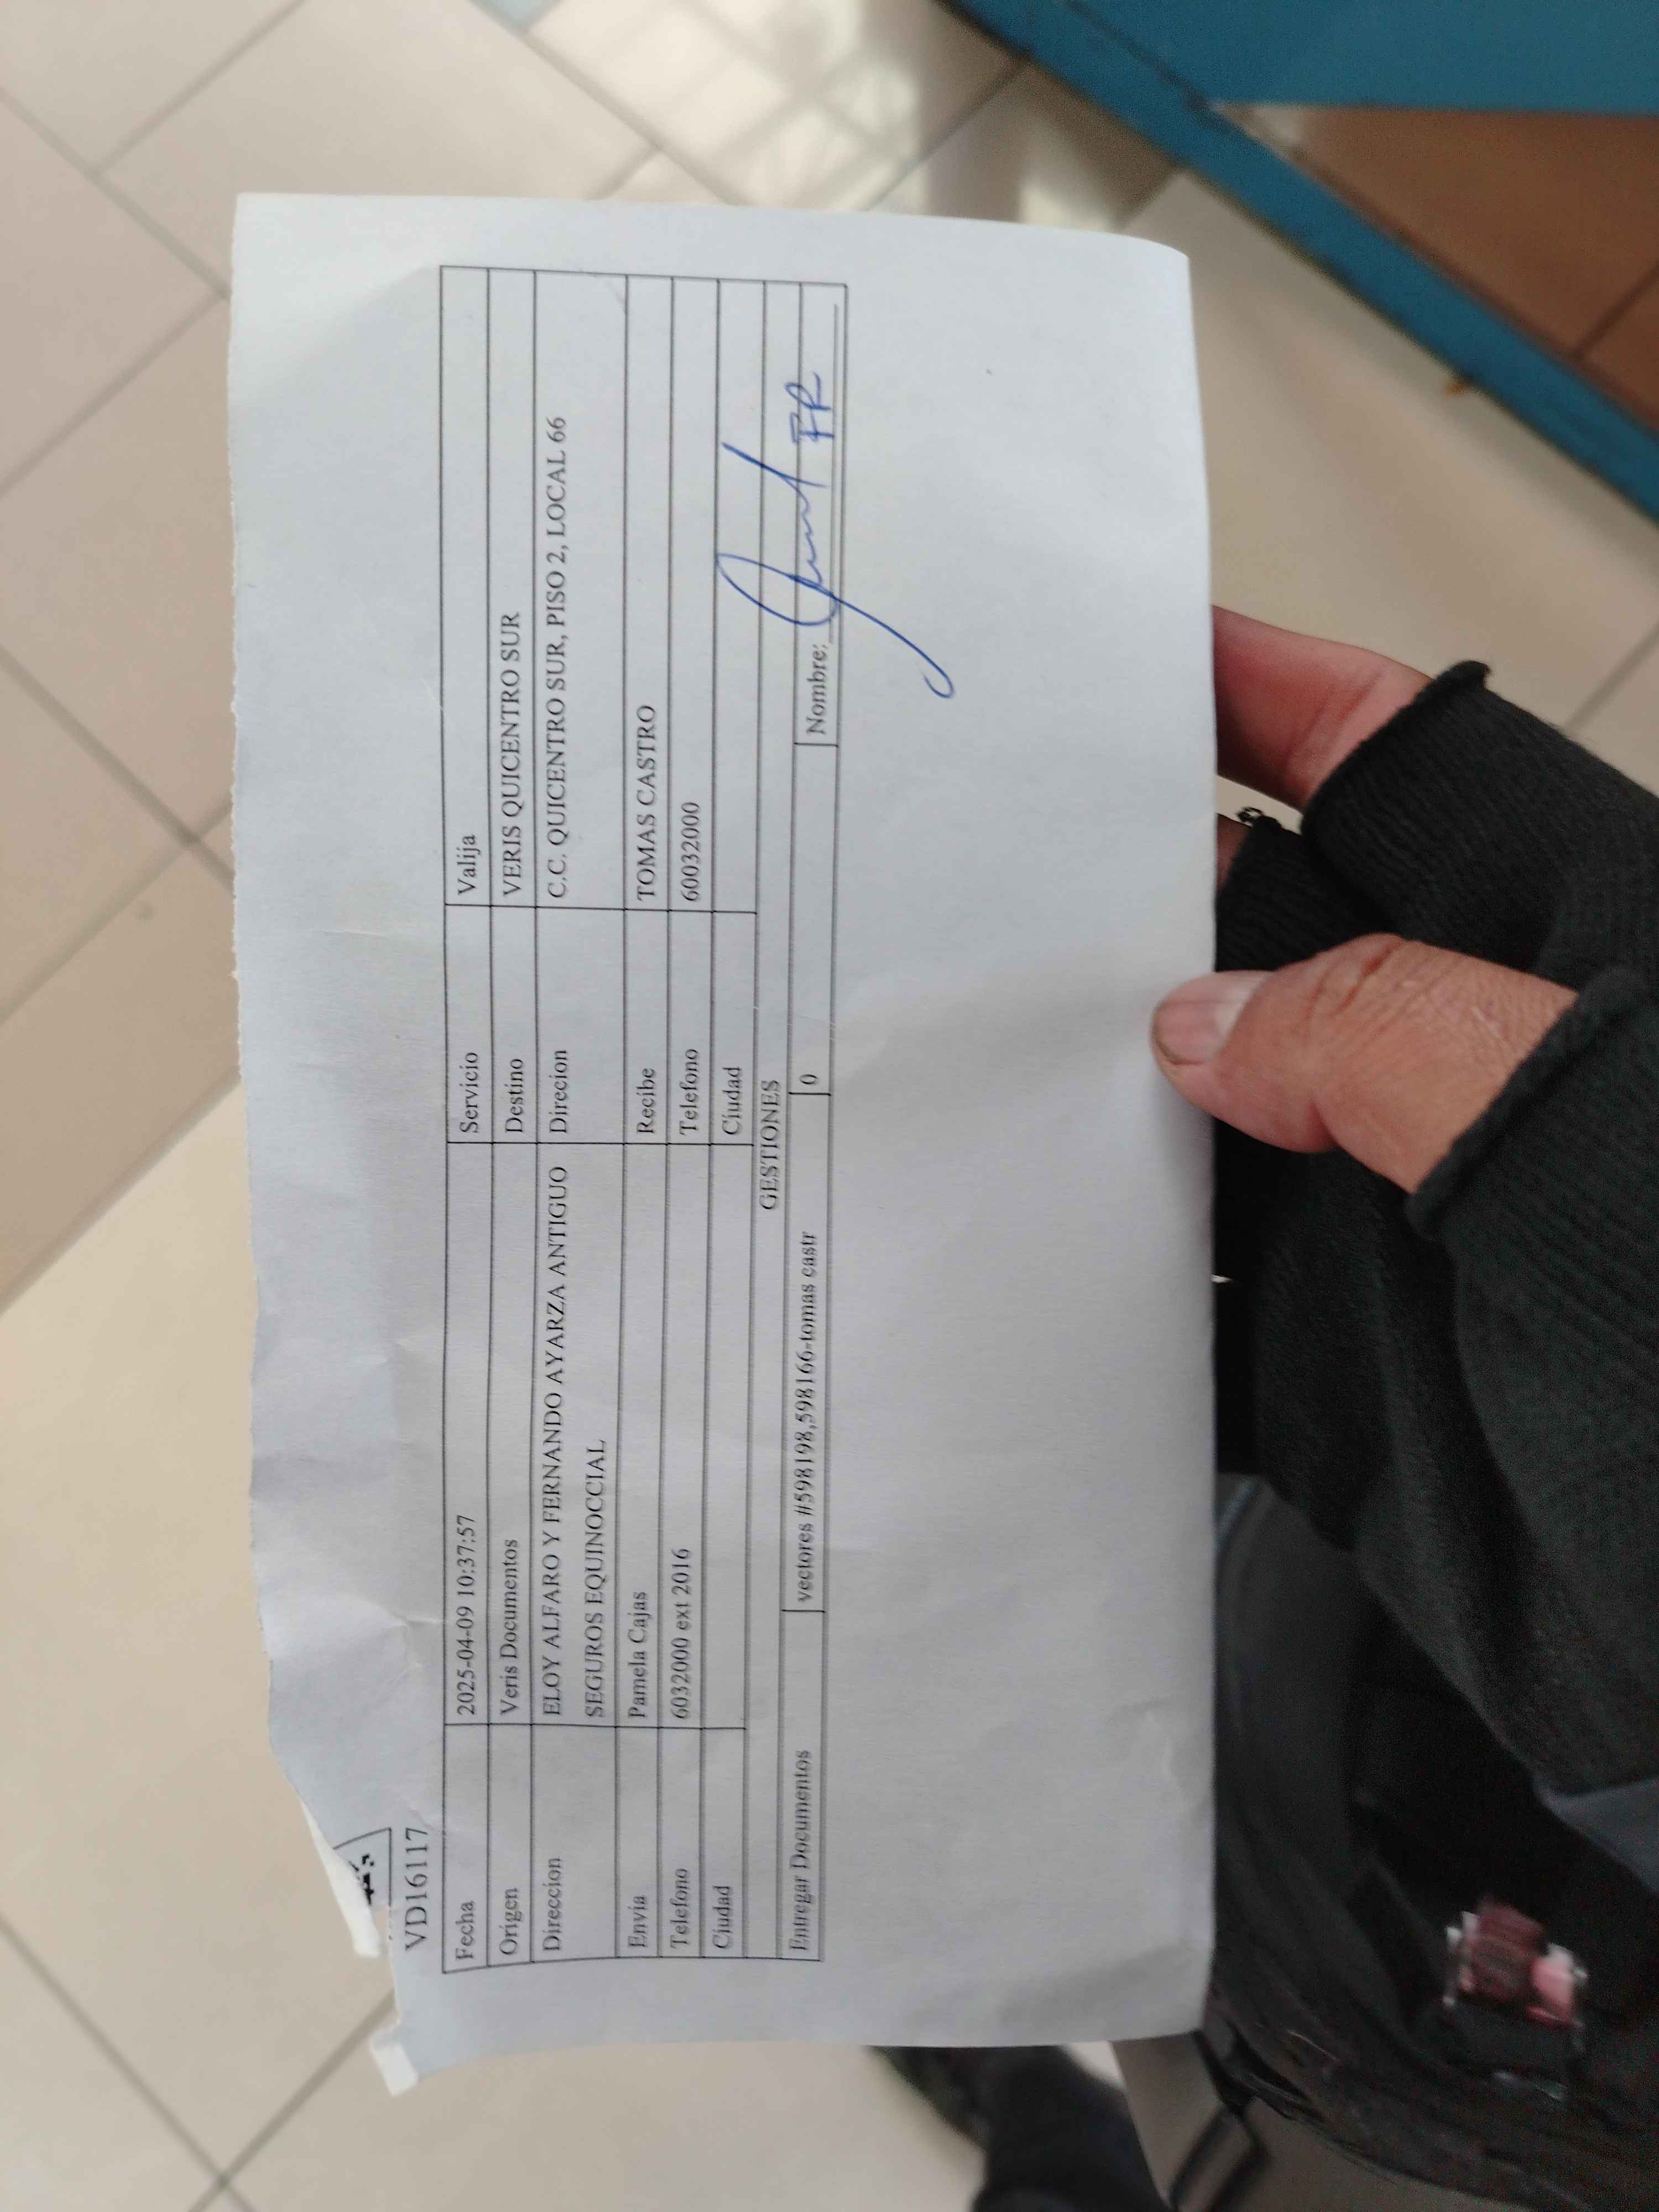 VD16117
Fecha 2025-04-09 10:37:57 Servicio Valija
Origen Veris Documentos Destino VERIS QUICENTRO SUR
Direccion ELOY ALFARO Y FERNANDO AYARZA ANTIGUO SEGUROS EQUINOCCIAL Direcion C.C. QUICENTRO SUR, PISO 2, LOCAL 66
Envia Pamela Cajas Recibe TOMAS CASTRO
Telefono 6032000 ext 2016 Telefono 60032000
Ciudad Ciudad
GESTIONES
Entregar Documentos vectores #598198,598166-tomas castr 0 Nombre: FR